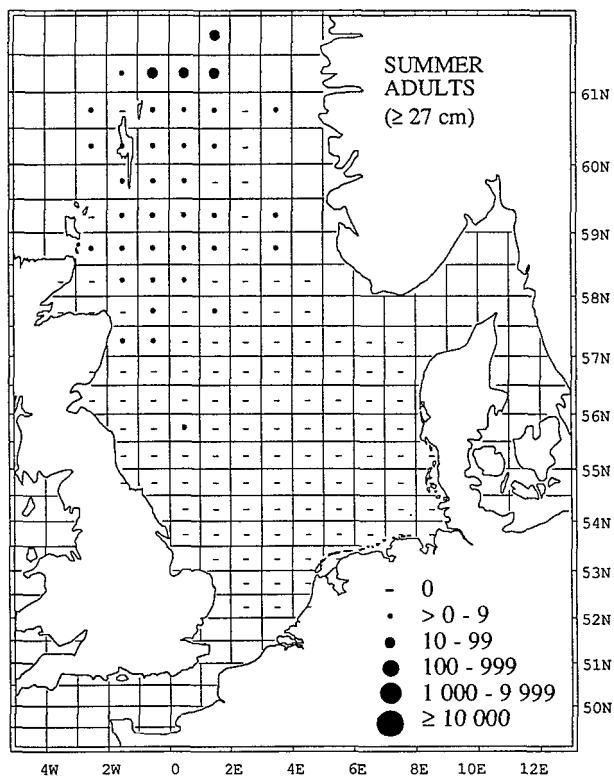 SUMMER
ADULTS
(≥ 27 cm)
61N
60N
59N
58N
57N
56N
55N
54N
53N
52N
51N
50N
- 0
• > 0 - 9
● 10 - 99
● 100 - 999
● 1 000 - 9 999
● ≥ 10 000
4W 2W 0 2E 4E 6E 8E 10E 12E